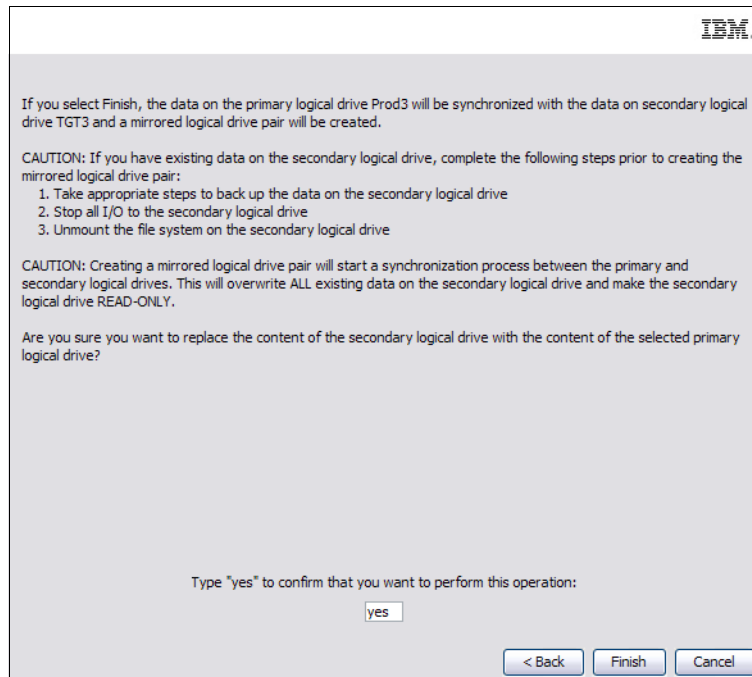 IBM.
If you select Finish, the data on the primary logical drive Prod3 will be synchronized with the data on secondary logical
drive TGT3 and a mirrored logical drive pair will be created.
CAUTION: If you have existing data on the secondary logical drive, complete the following steps prior to creating the
mirrored logical drive pair:
1. Take appropriate steps to back up the data on the secondary logical drive
2. Stop all I/O to the secondary logical drive
3. Unmount the file system on the secondary logical drive
CAUTION: Creating a mirrored logical drive pair will start a synchronization process between the primary and
secondary logical drives. This will overwrite ALL existing data on the secondary logical drive and make the secondary
logical drive READ-ONLY.
Are you sure you want to replace the content of the secondary logical drive with the content of the selected primary
logical drive?
Type "yes" to confirm that you want to perform this operation:
yes
< Back Finish Cancel